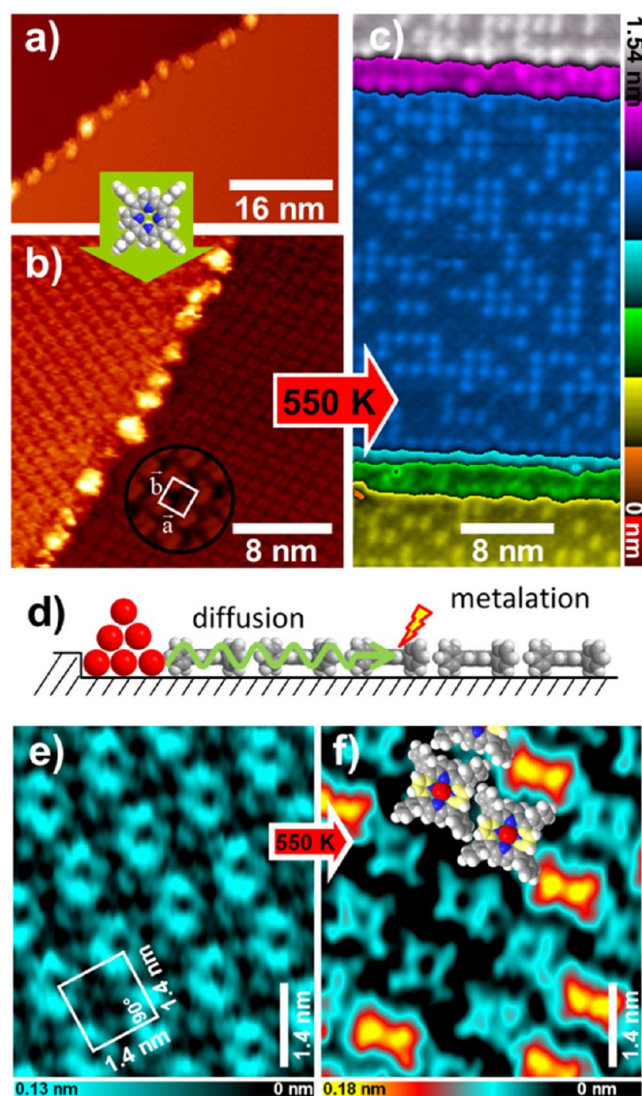 a)
16 nm
b)
b
a
8 nm
550 K
c)
8 nm
1.54 nm
0 nm
d)
diffusion
metalation
e)
90°
1.4 nm
1.4 nm
1.4 nm
0.13 nm
0 nm
550 K
f)
1.4 nm
0.18 nm
0 nm